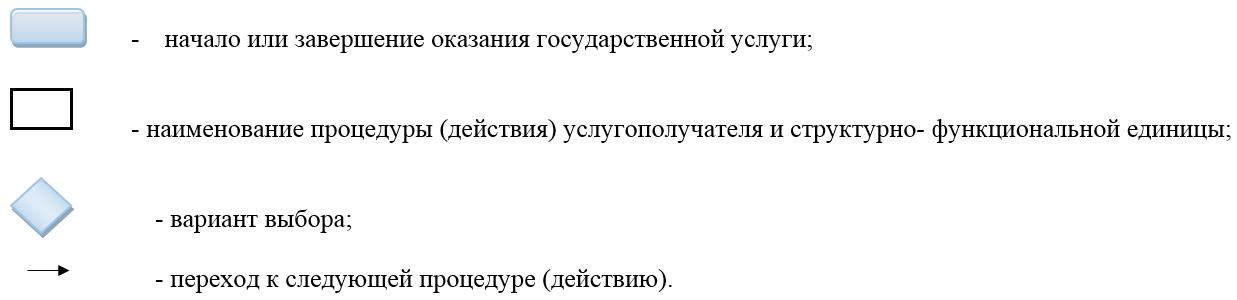 - начало или завершение оказания государственной услуги;
- наименование процедуры (действия) услугополучателя и структурно- функциональной единицы;
- вариант выбора;
- переход к следующей процедуре (действию).